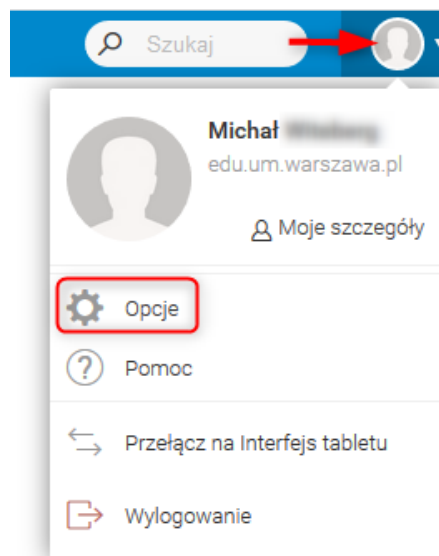 Szukaj
Michał
edu.um.warszawa.pl
Moje szczegóły
Opcje
Pomoc
Przełącz na Interfejs tabletu
Wylogowanie